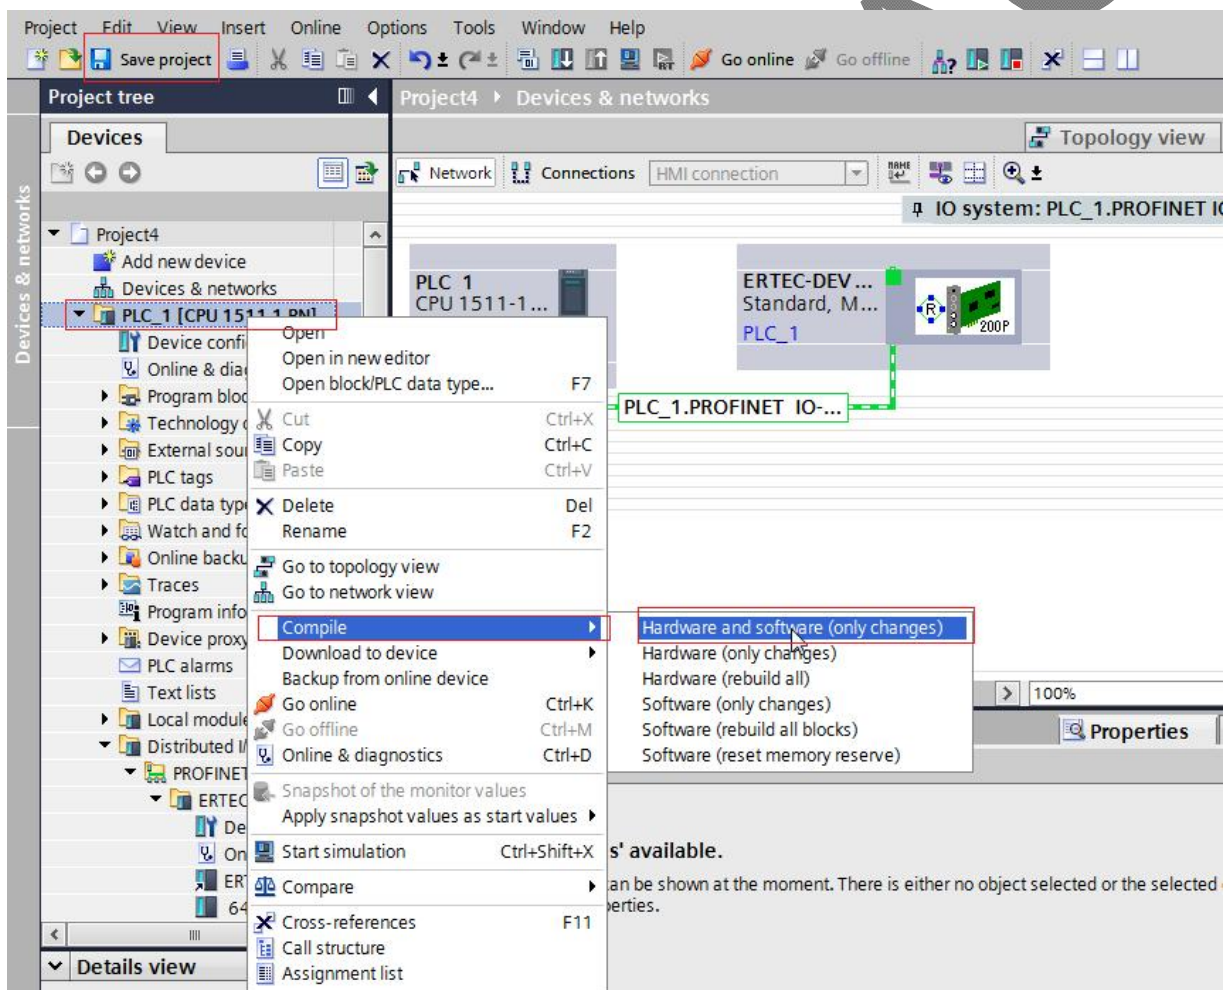 Project Edit View Insert Online Options Tools Window Help
Save project Go online Go offline
Project tree
Project4 Devices & networks
Devices
Topology view
Network Connections HMI connection
Devices & networks
IO system: PLC_1.PROFINET
Project4
Add new device
Devices & networks
PLC_1 [CPU 1511-1 PN]
Device confi
Online & diag
Program bloc
Technology
External sour
PLC tags
PLC data type
Watch and fo
Online backu
Traces
Program info
Device proxy
PLC alarms
Text lists
Local module
Distributed I/
PROFINET
ERTEC
De
On
ER
64
Details view
PLC 1
CPU 1511-1...
ERTEC-DEV ...
Standard, M...
PLC_1
R
200P
PLC_1.PROFINET IO-...
Open
Open in new editor
Open block/PLC data type... F7
Cut Ctrl+X
Copy Ctrl+C
Paste Ctrl+V
Delete Del
Rename F2
Go to topology view
Go to network view
Compile
Download to device
Backup from online device
Go online Ctrl+K
Go offline Ctrl+M
Online & diagnostics Ctrl+D
Snapshot of the monitor values
Apply snapshot values as start values
Start simulation Ctrl+Shift+X
Compare
Cross-references F11
Call structure
Assignment list
Hardware and software (only changes)
Hardware (only changes)
Hardware (rebuild all)
Software (only changes)
Software (rebuild all blocks)
Software (reset memory reserve)
100%
Properties
s' available.
an be shown at the moment. There is either no object selected or the selected
perties.